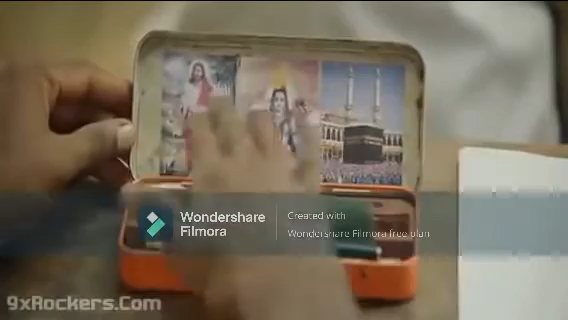 Wondershare
Filmora
Created with
Wondershare Filmora free plan
9xRockers.Com